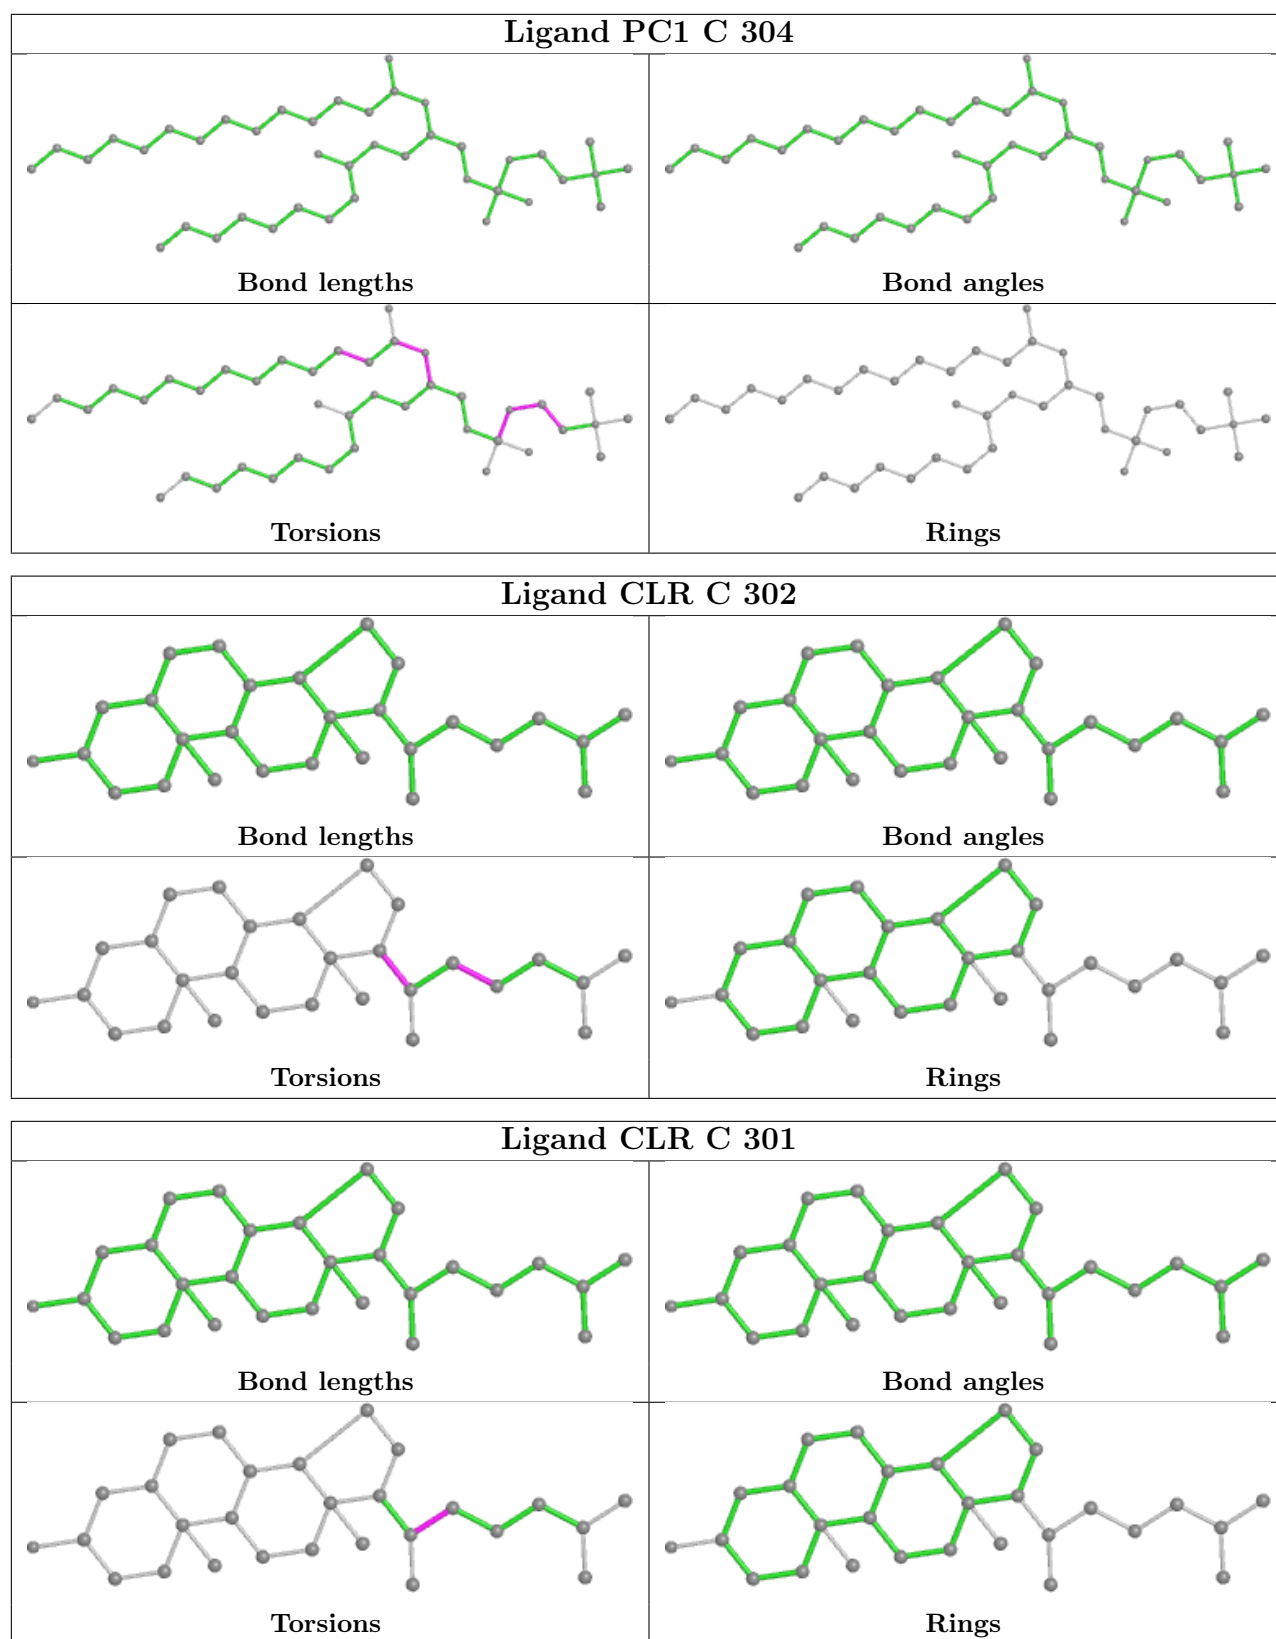 Ligand PC1 C 304
Bond lengths
Bond angles
Torsions
Rings
Ligand CLR C 302
Bond lengths
Bond angles
Torsions
Rings
Ligand CLR C 301
Bond lengths
Bond angles
Torsions
Rings